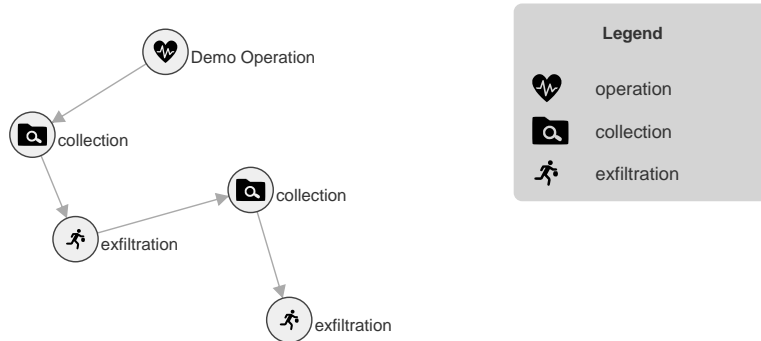 Demo Operation
collection
collection
exfiltration
exfiltration
Legend
operation
collection
exfiltration